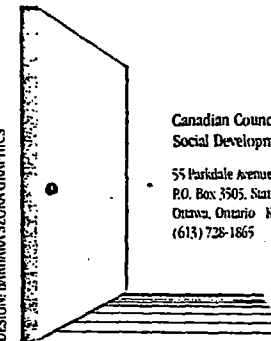 Canadian Counc
Social Developm
55 Parkdale Avenue
P.O. Box 3505, Stat
Ottawa, Ontario K
(613) 728-1865